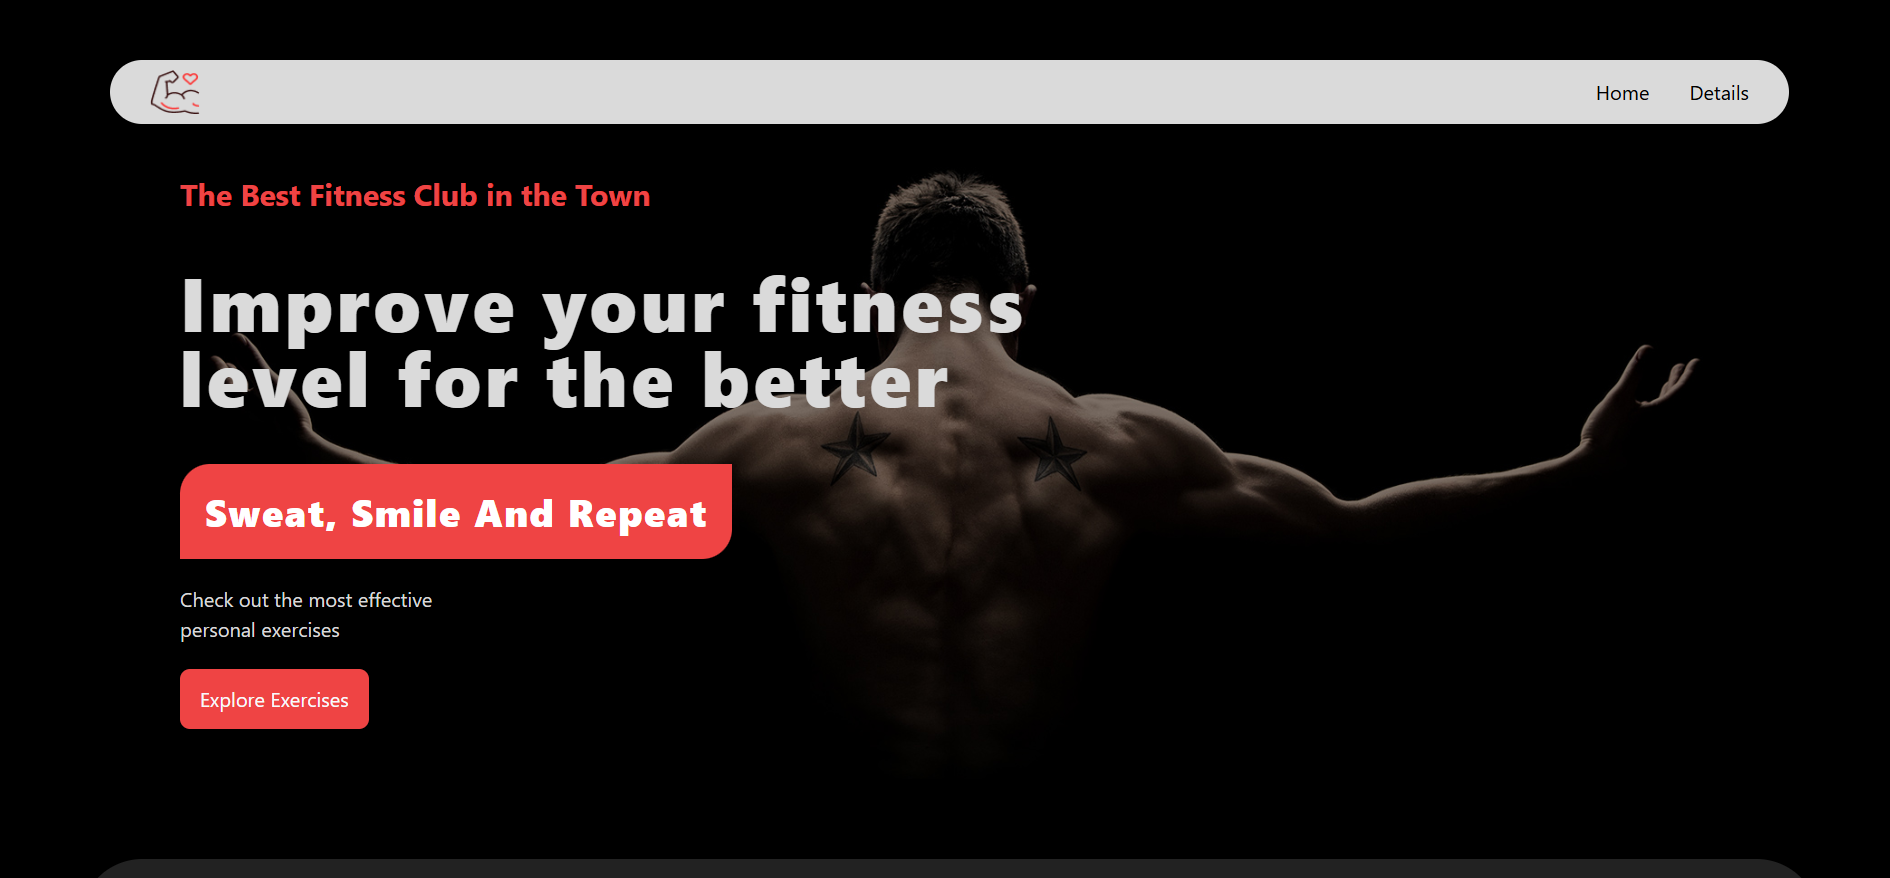 Home
Details
The Best Fitness Club in the Town
Improve your fitness
level for the better
Sweat, Smile And Repeat
Check out the most effective
personal exercises
Explore Exercises